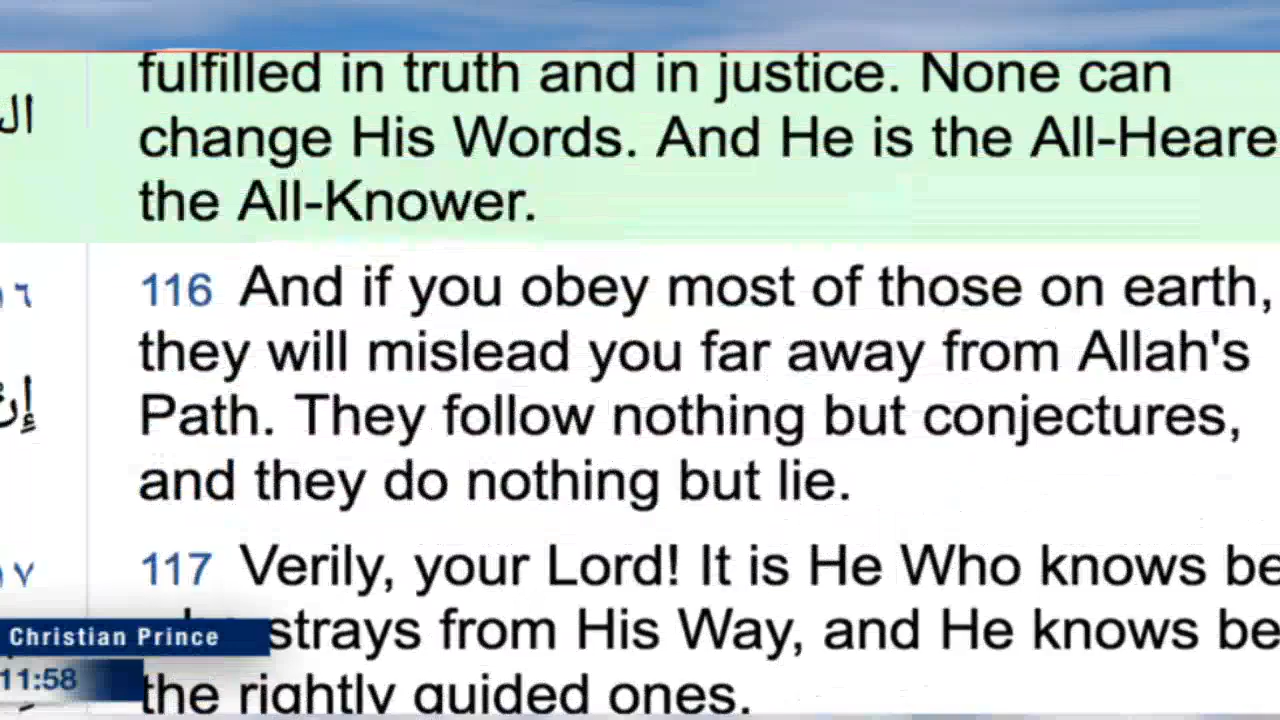 fulfilled in truth and in justice. None can
change His Words. And He is the All-Heare
the All-Knower.
116 And if you obey most of those on earth,
they will mislead you far away from Allah's
Path. They follow nothing but conjectures,
and they do nothing but lie.
117 Verily, your Lord! It is He Who knows be
strays from His Way, and He knows be
the rightly guided ones.
ال
١٦
إن
١٧
Christian Prince
11:58